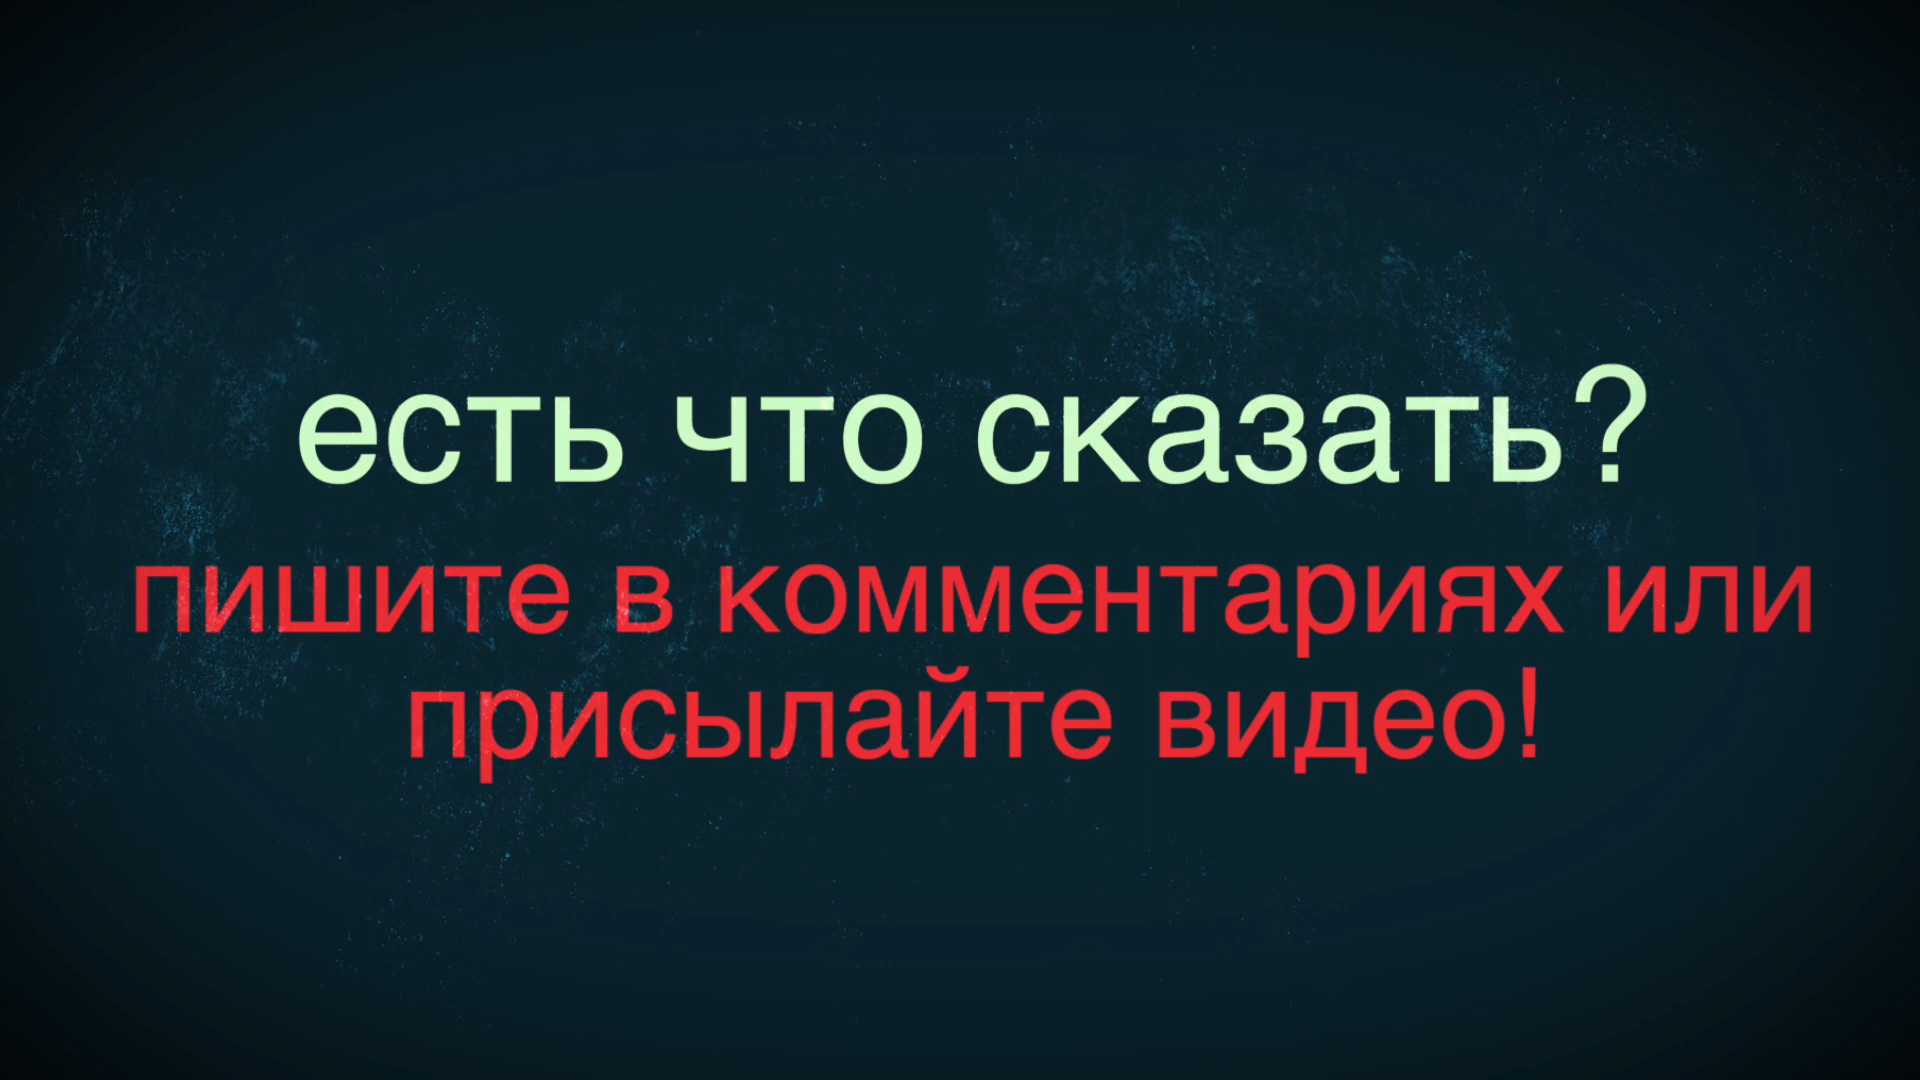 есть что сказать?
пишите в комментариях или
присылайте видео!